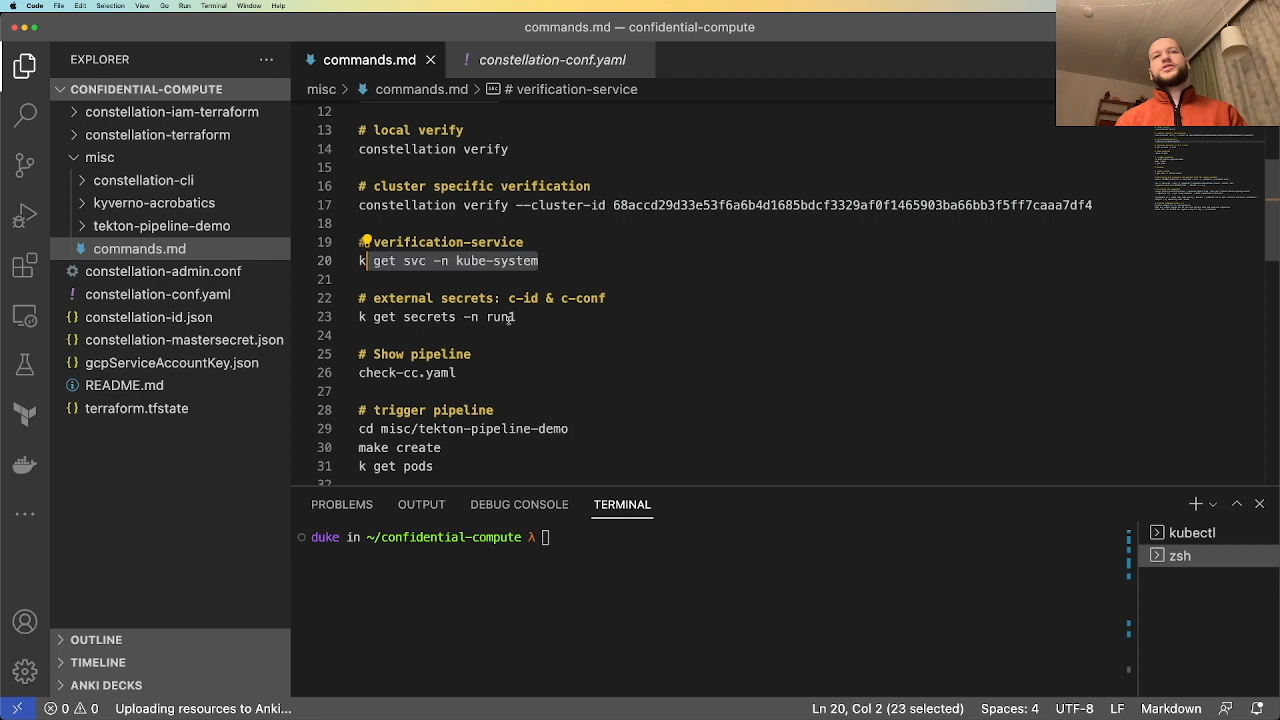 Code File Edit Selection View Go Run Terminal Window Help
commands.md — confidential-compute
EXPLORER
commands.md
constellation-conf.yaml
CONFIDENTIAL-COMPUTE
misc > commands.md > # verification-service
constellation-iam-terraform
constellation-terraform
misc
constellation-cli
kyverno-acrobatics
tekton-pipeline-demo
commands.md
constellation-admin.conf
constellation-conf.yaml
constellation-id.json
constellation-mastersecret.json
gcpServiceAccountKey.json
README.md
terraform.tfstate
OUTLINE
TIMELINE
ANKI DECKS
12
13 # local verify
14 constellation verify
15
16 # cluster specific verification
17 constellation verify --cluster-id 68accd29d33e53f6a6b4d1685bdcf3329af0f1465903ba66bb3f5ff7caaa7df4
18
19 # verification-service
20 k get svc -n kube-system
21
22 # external secrets: c-id & c-conf
23 k get secrets -n run1
24
25 # Show pipeline
26 check-cc.yaml
27
28 # trigger pipeline
29 cd misc/tekton-pipeline-demo
30 make create
31 k get pods
32
PROBLEMS OUTPUT DEBUG CONSOLE TERMINAL
duke in ~/confidential-compute λ
kubectl
zsh
0 0 Uploading resources to Anki...
Ln 20, Col 2 (23 selected) Spaces: 4 UTF-8 LF Markdown